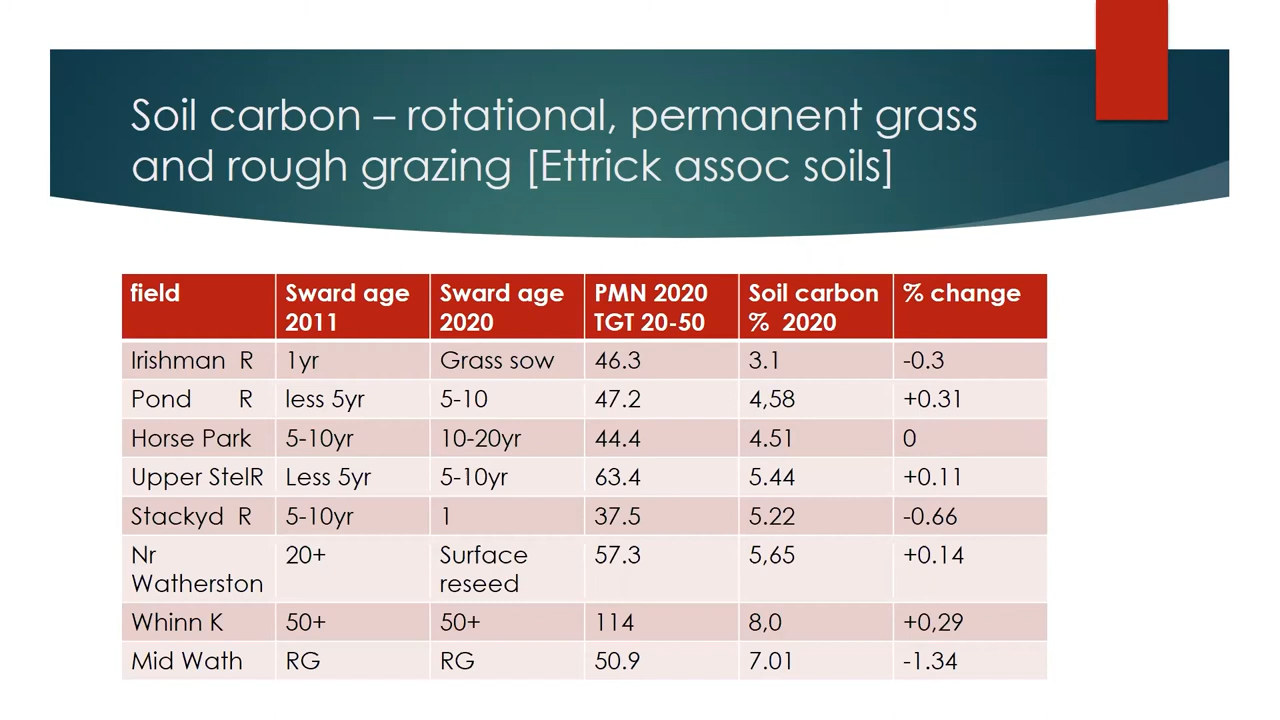 Soil carbon – rotational, permanent grass
and rough grazing [Ettrick assoc soils]
field Sward age 2011 Sward age 2020 PMN 2020 TGT 20-50 Soil carbon % 2020 % change
Irishman R 1yr Grass sow 46.3 3.1 -0.3
Pond R less 5yr 5-10 47.2 4,58 +0.31
Horse Park 5-10yr 10-20yr 44.4 4.51 0
Upper StelR Less 5yr 5-10yr 63.4 5.44 +0.11
Stackyd R 5-10yr 1 37.5 5.22 -0.66
Nr Watherston 20+ Surface reseed 57.3 5,65 +0.14
Whinn K 50+ 50+ 114 8,0 +0,29
Mid Wath RG RG 50.9 7.01 -1.34